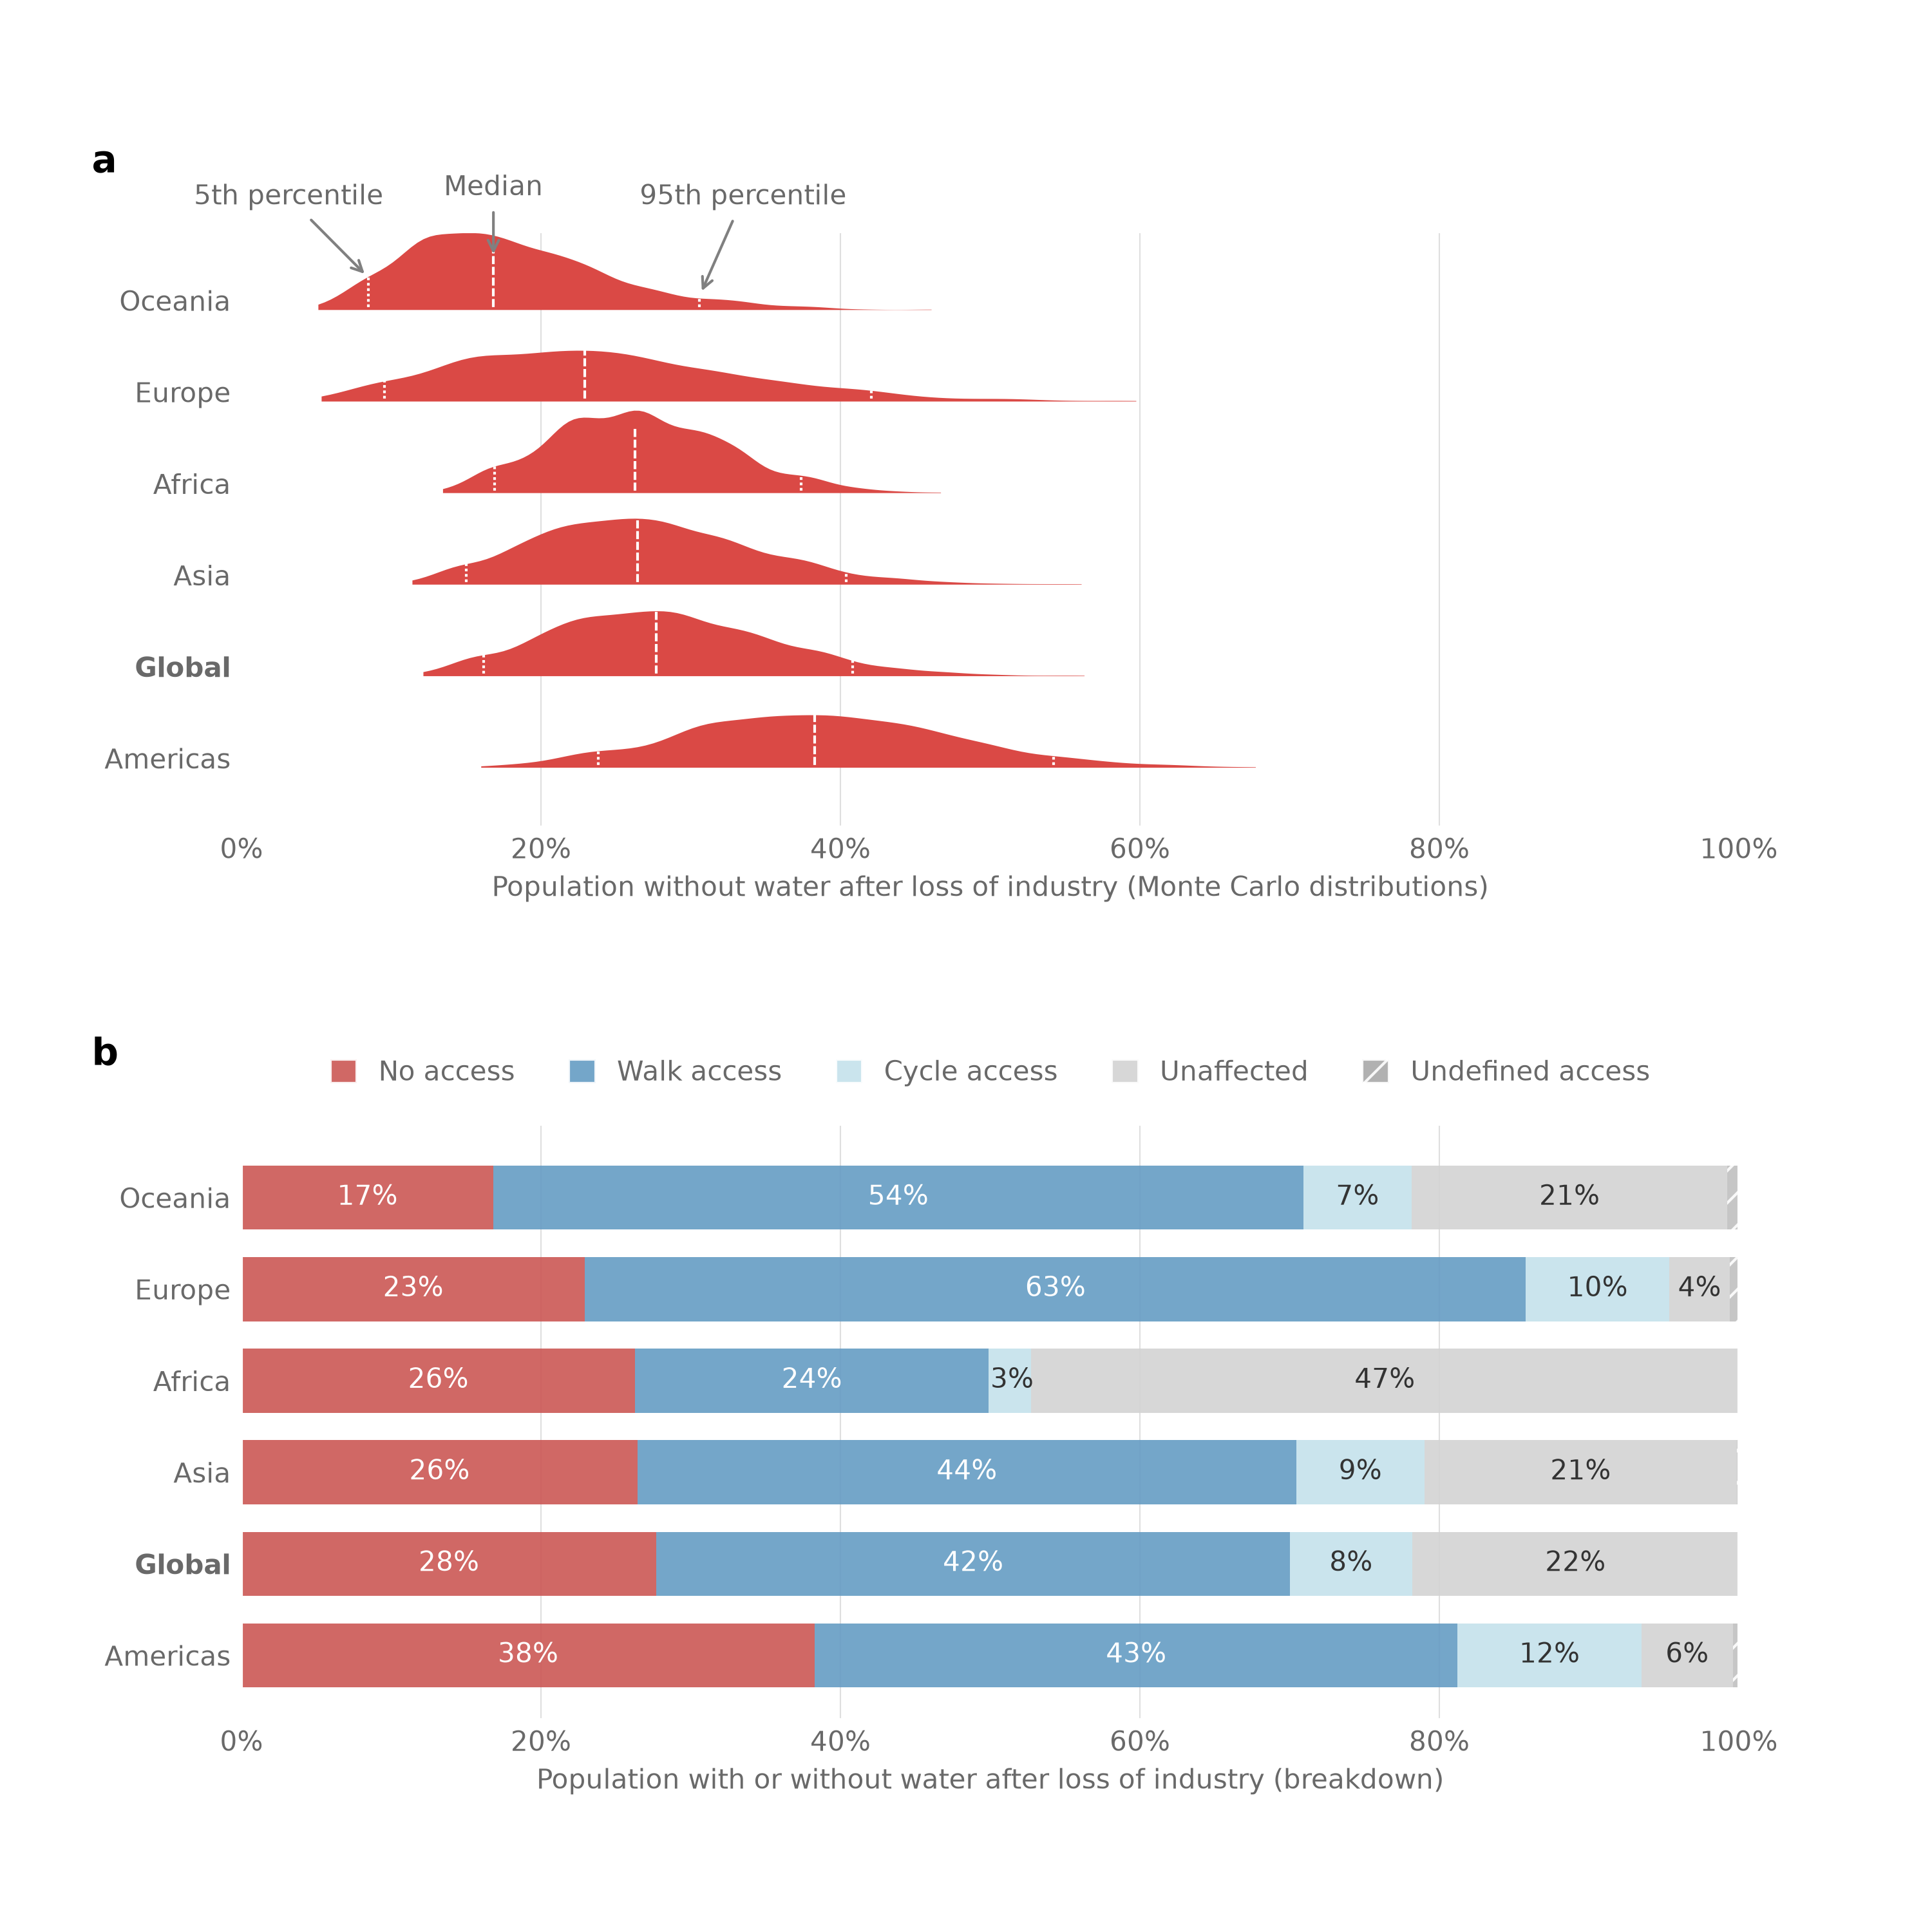 a
5th percentile
Median
95th percentile
Oceania
Europe
Africa
Asia
Global
Americas
0% 20% 40% 60% 80% 100%
Population without water after loss of industry (Monte Carlo distributions)
b
No access Walk access Cycle access Unaffected Undefined access
Oceania 17% 54% 7% 21%
Europe 23% 63% 10% 4%
Africa 26% 24% 3% 47%
Asia 26% 44% 9% 21%
Global 28% 42% 8% 22%
Americas 38% 43% 12% 6%
0% 20% 40% 60% 80% 100%
Population with or without water after loss of industry (breakdown)